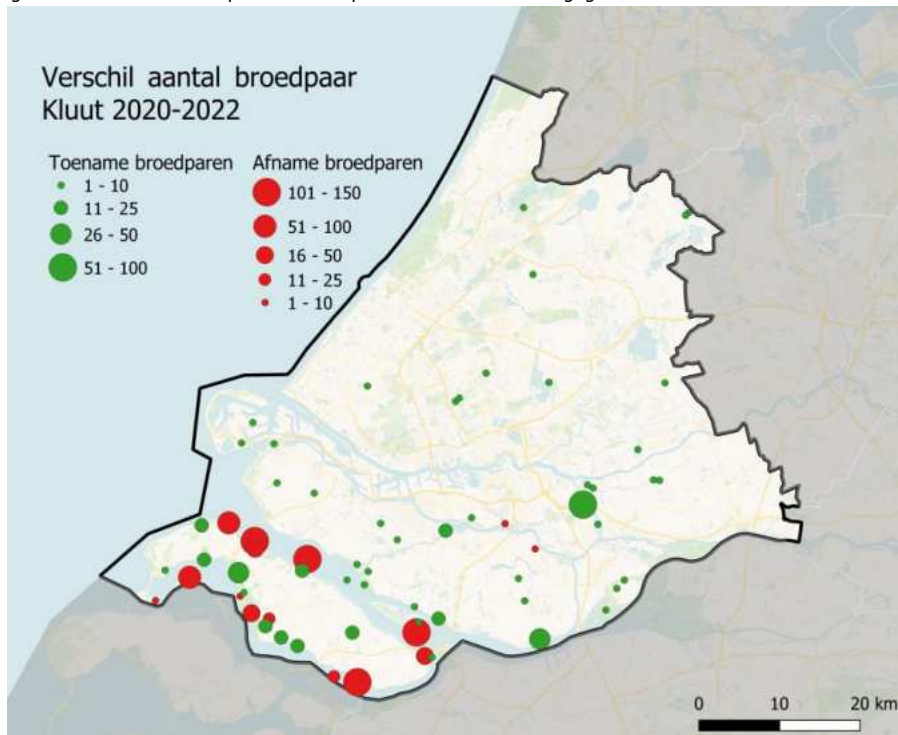 Verschil aantal broedpaar
Kluut 2020-2022
Toename broedparen
1 - 10
11 - 25
26 - 50
51 - 100
Afname broedparen
101 - 150
51 - 100
16 - 50
11 - 25
1 - 10
0 10 20 km